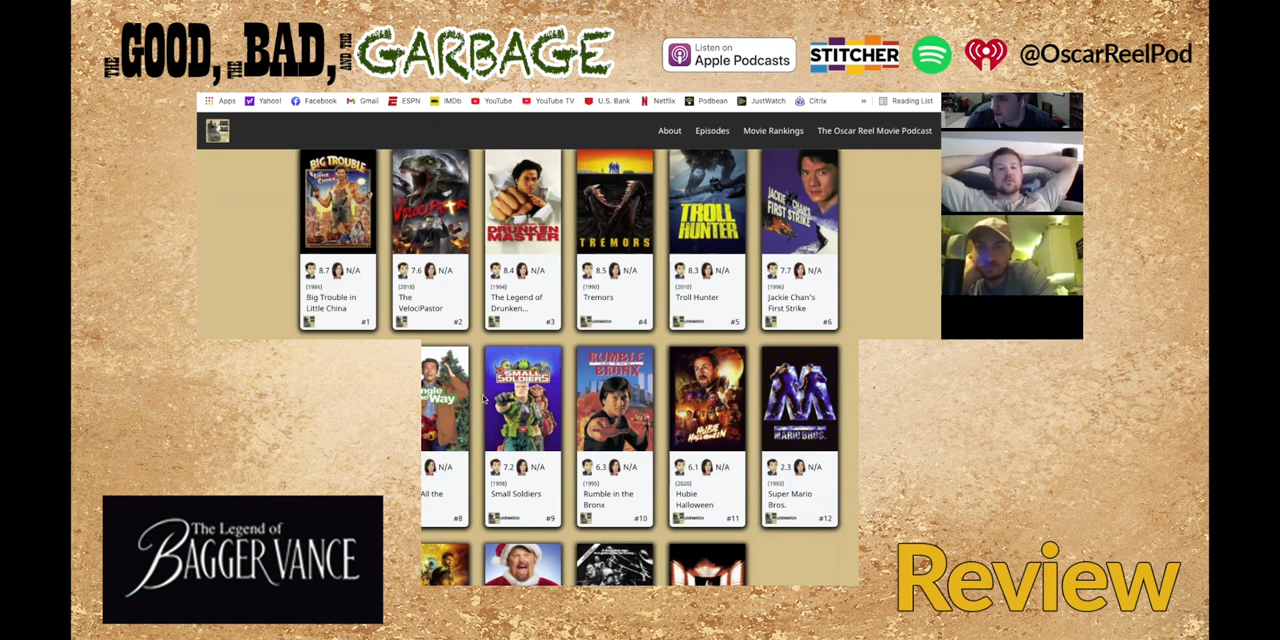 THE GOOD, THE BAD, AND THE GARBAGE
Listen on
Apple Podcasts
STITCHER
@OscarReelPod
Apps Yahoo! Facebook Gmail ESPN IMDb YouTube YouTube TV U.S. Bank Netflix Podbean JustWatch Citrix » Reading List
About Episodes Movie Rankings The Oscar Reel Movie Podcast
BIG TROUBLE
VELOCIPASTOR
DRUNKEN
MASTER
TREMORS
TROLL
HUNTER
JACKIE CHAN'S
FIRST STRIKE
8.7 N/A
(1986)
Big Trouble in
Little China
#1
7.6 N/A
(2018)
The
VelociPastor
#2
8.4 N/A
(1994)
The Legend of
Drunken...
#3
8.5 N/A
(1990)
Tremors
#4
8.3 N/A
(2010)
Troll Hunter
#5
7.7 N/A
(1996)
Jackie Chan's
First Strike
#6
ngle
Way
SMALL
SOLDIERS
RUMBLE
IN THE
BRONX
HUBIE
HALLOWEEN
MARIO BROS.
N/A
All the
#8
7.2 N/A
(1998)
Small Soldiers
#9
6.3 N/A
(1995)
Rumble in the
Bronx
#10
6.1 N/A
(2020)
Hubie
Halloween
#11
2.3 N/A
(1993)
Super Mario
Bros.
#12
The Legend of
BAGGER VANCE
Review